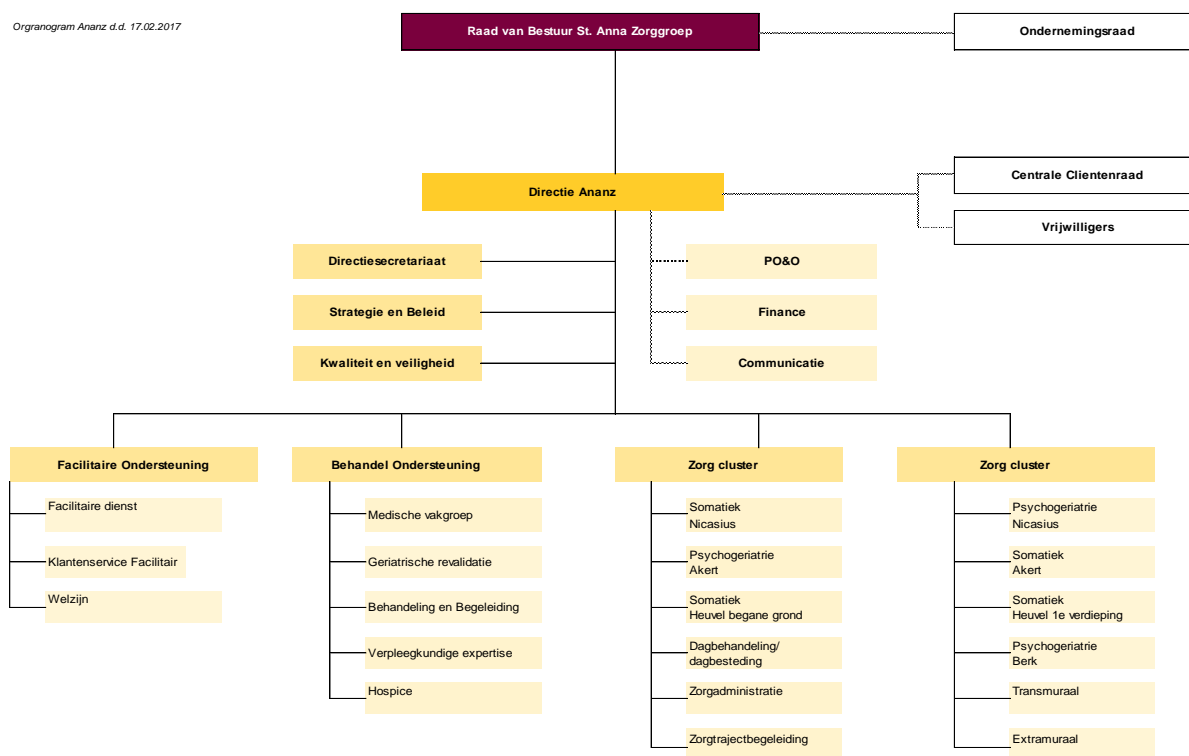 Orgranogram Ananz d.d. 17.02.2017
Raad van Bestuur St. Anna Zorggroep
Ondernemingsraad
Centrale Clientenraad
Directie Ananz
Vrijwilligers
Directiesecretariaat
PO&O
Strategie en Beleid
Finance
Kwaliteit en veiligheid
Communicatie
Facilitaire Ondersteuning
Facilitaire dienst
Klantenservice Facilitair
Welzijn
Behandel Ondersteuning
Medische vakgroep
Geriatrische revalidatie
Behandeling en Begeleiding
Verpleegkundige expertise
Hospice
Zorg cluster
Somatiek
Nicasius
Psychogeriatrie
Akert
Somatiek
Heuvel begane grond
Dagbehandeling/
dagbesteding
Zorgadministratie
Zorgtrajectbegeleiding
Zorg cluster
Psychogeriatrie
Nicasius
Somatiek
Akert
Somatiek
Heuvel 1e verdieping
Psychogeriatrie
Berk
Transmuraal
Extramuraal